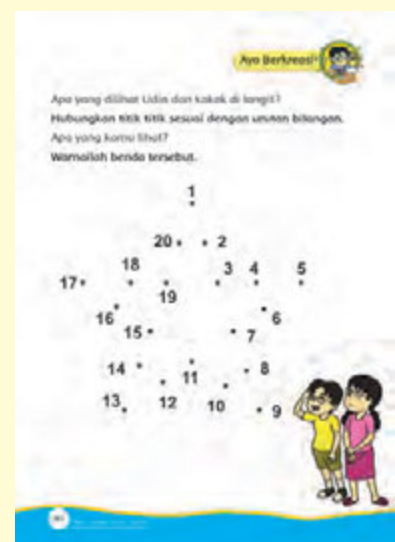 Ayo Berkreasi
Apa yang dilihat Udin dan kakak di langit?
Hubungkan titik titik sesuai dengan urutan bilangan.
Apa yang kamu lihat?
Warnailah benda tersebut.
1
20 2
18 3 4 5
17
19
16 6
15 7
14 11 8
13 12 10 9